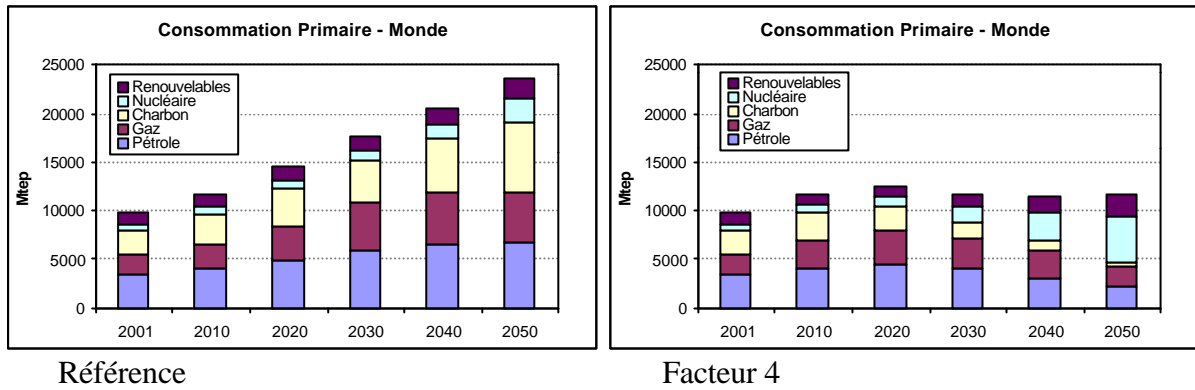 Consommation Primaire - Monde
25000
20000
15000
10000
5000
0
Mtep
Renouvelables
Nucléaire
Charbon
Gaz
Pétrole
2001 2010 2020 2030 2040 2050
Référence
Consommation Primaire - Monde
25000
20000
15000
10000
5000
0
Mtep
Renouvelables
Nucléaire
Charbon
Gaz
Pétrole
2001 2010 2020 2030 2040 2050
Facteur 4